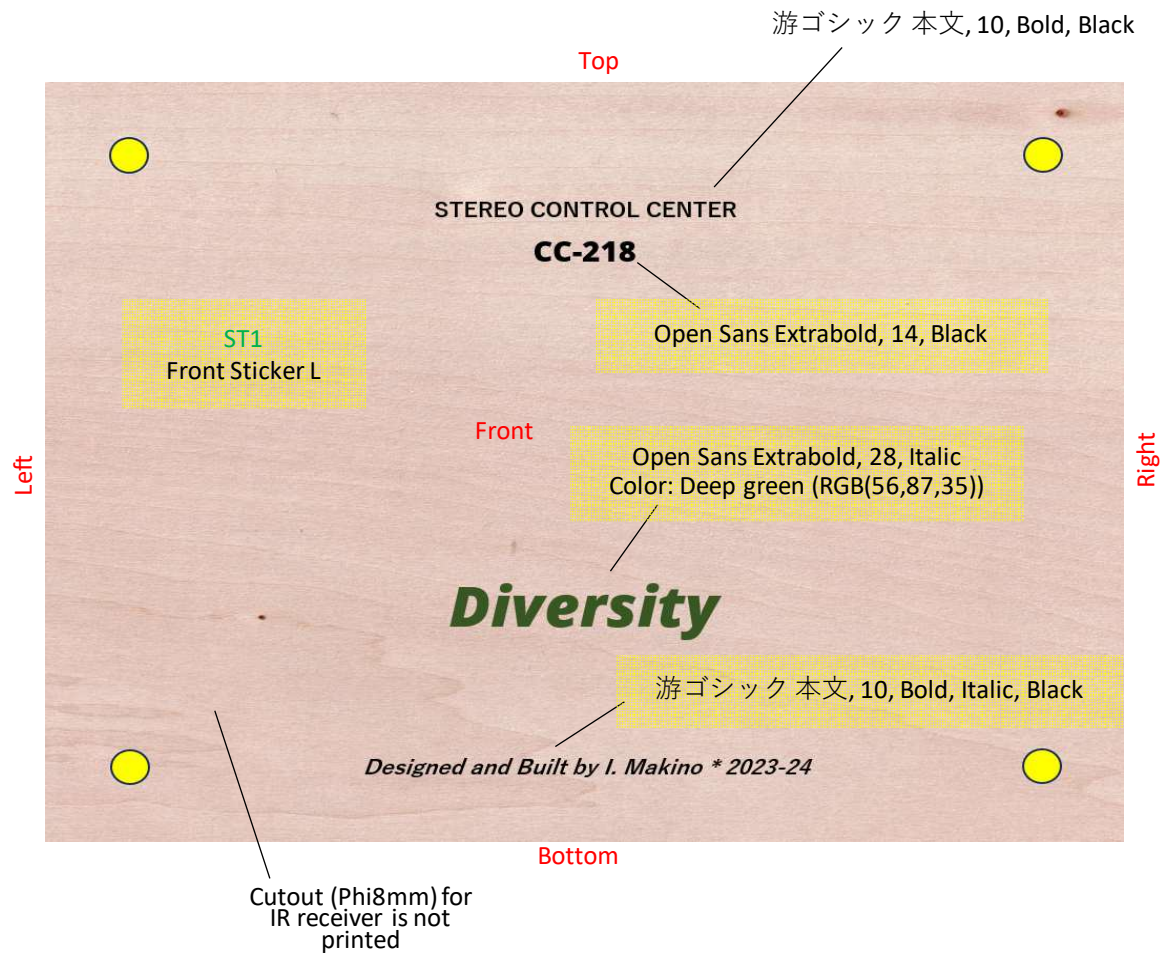 游ゴシック 本文, 10, Bold, Black
Top
STEREO CONTROL CENTER
CC-218
Open Sans Extrabold, 14, Black
ST1
Front Sticker L
Front
Open Sans Extrabold, 28, Italic
Color: Deep green (RGB(56,87,35))
Left
Right
Diversity
游ゴシック 本文, 10, Bold, Italic, Black
Designed and Built by I. Makino * 2023-24
Bottom
Cutout (Phi8mm) for
IR receiver is not
printed